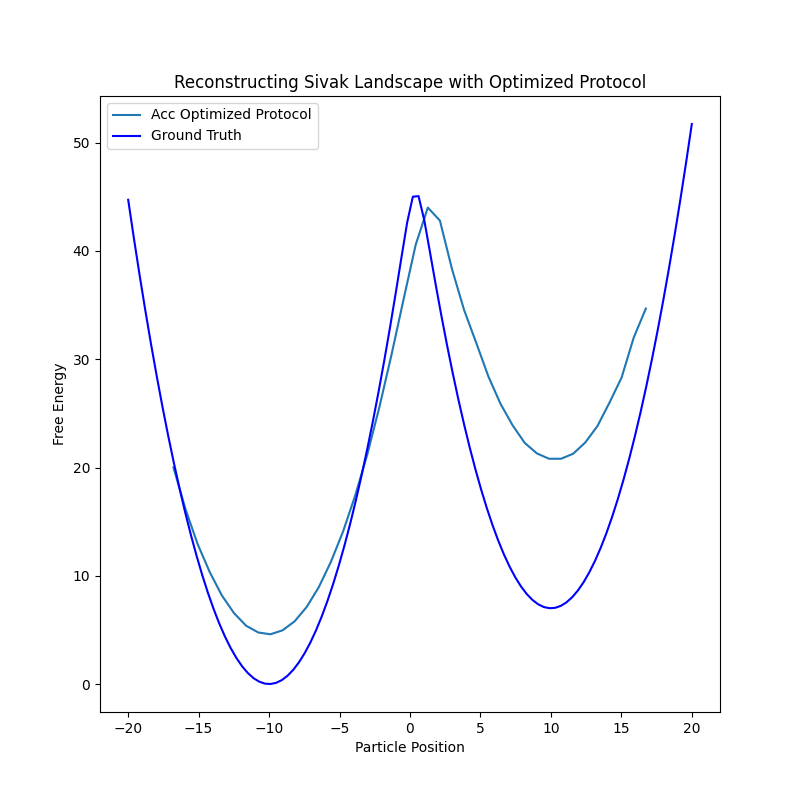 Reconstructing Sivak Landscape with Optimized Protocol
Acc Optimized Protocol
Ground Truth
50
40
30
20
10
0
Free Energy
−20 −15 −10 −5 0 5 10 15 20
Particle Position